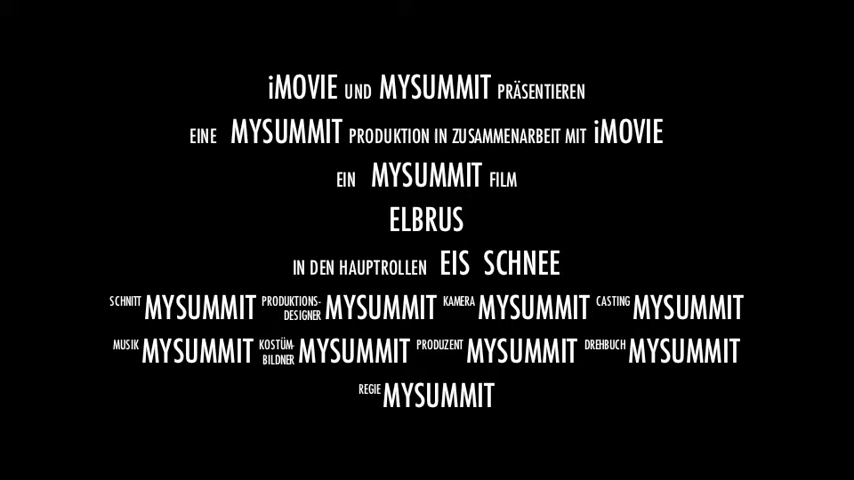 iMOVIE UND MYSUMMIT PRÄSENTIEREN
EINE MYSUMMIT PRODUKTION IN ZUSAMMENARBEIT MIT iMOVIE
EIN MYSUMMIT FILM
ELBRUS
IN DEN HAUPTROLLEN EIS SCHNEE
SCHNITT MYSUMMIT PRODUKTIONS-DESIGNER MYSUMMIT KAMERA MYSUMMIT CASTING MYSUMMIT
MUSIK MYSUMMIT KOSTÜM-BILDNER MYSUMMIT PRODUZENT MYSUMMIT DREHBUCH MYSUMMIT
REGIE MYSUMMIT